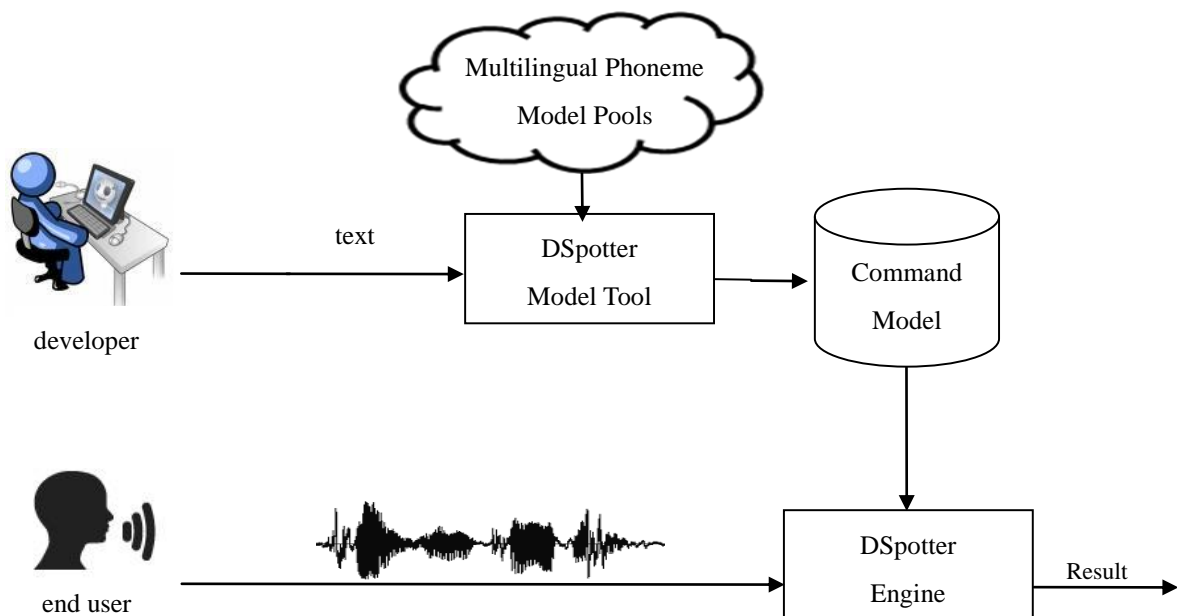 Multilingual Phoneme
Model Pools
text
DSpotter
Model Tool
Command
Model
developer
DSpotter
Engine
Result
end user